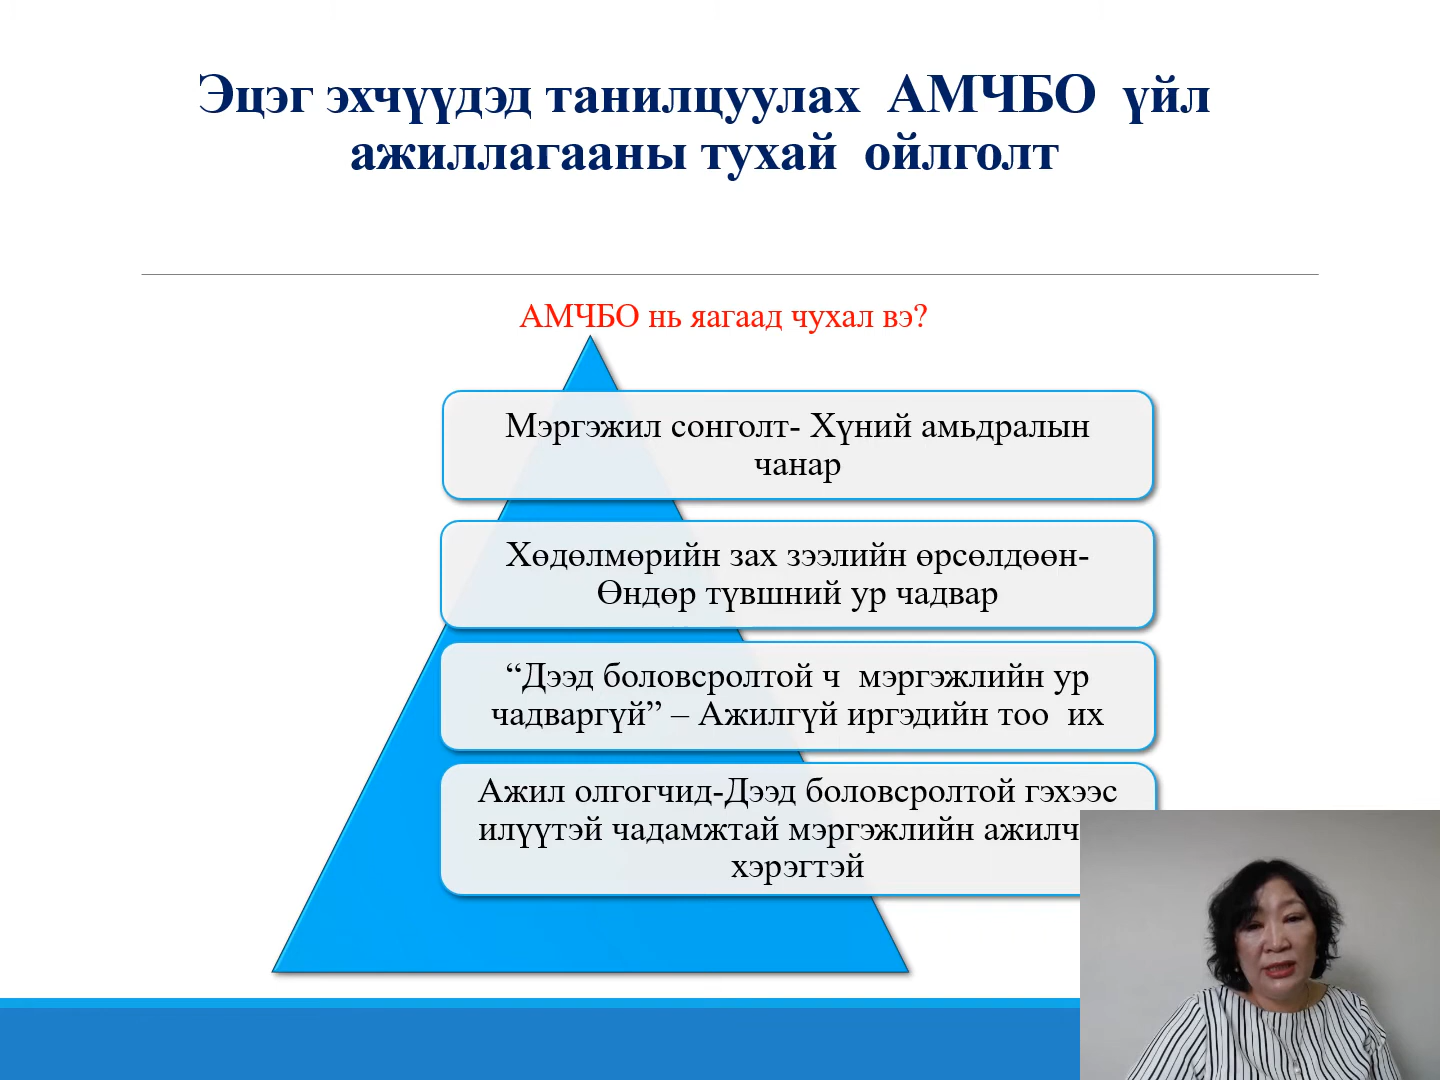 Эцэг эхчүүдэд танилцуулах АМЧБО үйл
ажиллагааны тухай ойлголт
АМЧБО нь яагаад чухал вэ?
Мэргэжил сонголт- Хүний амьдралын
чанар
Хөдөлмөрийн зах зээлийн өрсөлдөөн-
Өндөр түвшний ур чадвар
“Дээд боловсролтой ч мэргэжлийн ур
чадваргүй” – Ажилгүй иргэдийн тоо их
Ажил олгогчид-Дээд боловсролтой гэхээс
илүүтэй чадамжтай мэргэжлийн
хэрэгтэй